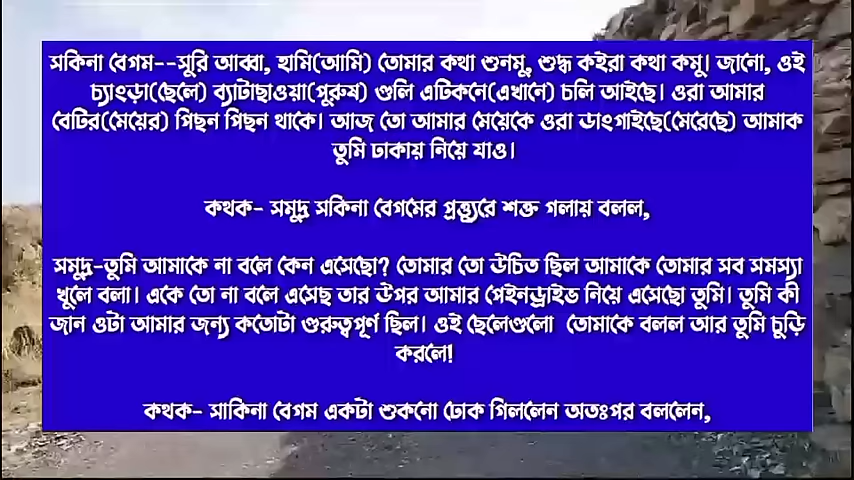 সকিনা বেগম--সুরি আব্বা, হামি(আমি) তোমার কথা শুনমু, শুদ্ধ কইরা কথা কমু। জানো, ওই
চ্যাংড়া(ছেলে) ব্যাটাছাওয়া(পুরুষ) গুলি এটিকনে(এখানে) চলি আইছে। ওরা আমার
বেটির(মেয়ের) পিছন পিছন থাকে। আজ তো আমার মেয়েকে ওরা ডাংগাইছে(মেরেছে) আমাক
তুমি ঢাকায় নিয়ে যাও।
কথক- সমুদ্র সকিনা বেগমের প্রত্ত্যুরে শক্ত গলায় বলল,
সমুদ্র-তুমি আমাকে না বলে কেন এসেছো? তোমার তো উচিত ছিল আমাকে তোমার সব সমস্যা
খুলে বলা। একে তো না বলে এসেছ তার উপর আমার পেইনড্রাইভ নিয়ে এসেছো তুমি। তুমি কী
জান ওটা আমার জন্য কতোটা গুরুত্বপূর্ণ ছিল। ওই ছেলেগুলো তোমাকে বলল আর তুমি চুড়ি
করলে!
কথক- সাকিনা বেগম একটা শুকনো ঢোক গিললেন অতঃপর বললেন,